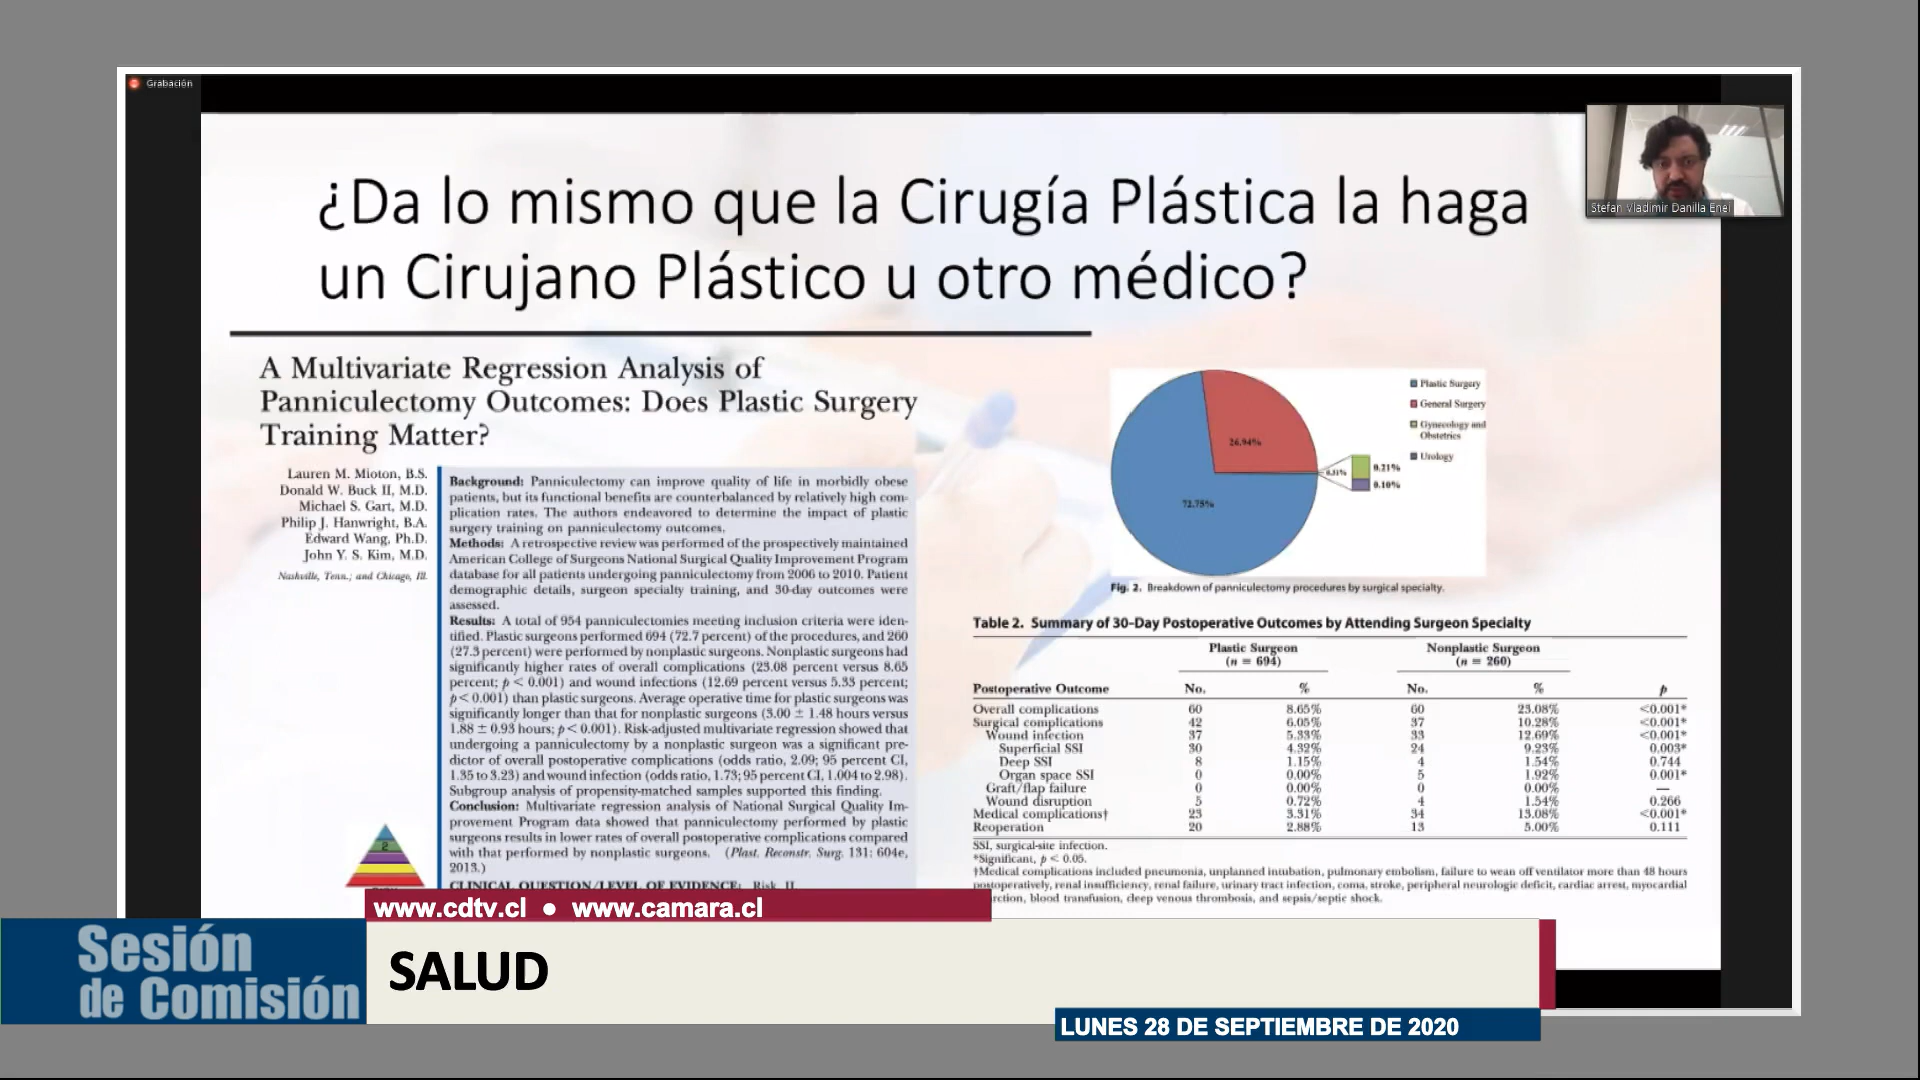 Grabación
Stefan Vladimir Danilla Enei
¿Da lo mismo que la Cirugía Plástica la haga
un Cirujano Plástico u otro médico?
A Multivariate Regression Analysis of
Panniculectomy Outcomes: Does Plastic Surgery
Training Matter?
Lauren M. Mioton, B.S.
Donald W. Buck II, M.D.
Michael S. Gart, M.D.
Philip J. Hanwright, B.A.
Edward Wang, Ph.D.
John Y. S. Kim, M.D.
Nashville, Tenn.; and Chicago, Ill.
Background: Panniculectomy can improve quality of life in morbidly obese
patients, but its functional benefits are counterbalanced by relatively high com-
plication rates. The authors endeavored to determine the impact of plastic
surgery training on panniculectomy outcomes.
Methods: A retrospective review was performed of the prospectively maintained
American College of Surgeons National Surgical Quality Improvement Program
database for all patients undergoing panniculectomy from 2006 to 2010. Patient
demographic details, surgeon specialty training, and 30-day outcomes were
assessed.
Results: A total of 954 panniculectomies meeting inclusion criteria were iden-
tified. Plastic surgeons performed 694 (72.7 percent) of the procedures, and 260
(27.3 percent) were performed by nonplastic surgeons. Nonplastic surgeons had
significantly higher rates of overall complications (23.08 percent versus 8.65
percent; p < 0.001) and wound infections (12.69 percent versus 5.33 percent;
p < 0.001) than plastic surgeons. Average operative time for plastic surgeons was
significantly longer than that for nonplastic surgeons (3.00 ± 1.48 hours versus
1.88 ± 0.93 hours; p < 0.001). Risk-adjusted multivariate regression showed that
undergoing a panniculectomy by a nonplastic surgeon was a significant pre-
dictor of overall postoperative complications (odds ratio, 2.09; 95 percent CI,
1.35 to 3.23) and wound infection (odds ratio, 1.73; 95 percent CI, 1.004 to 2.98).
Subgroup analysis of propensity-matched samples supported this finding.
Conclusion: Multivariate regression analysis of National Surgical Quality Im-
provement Program data showed that panniculectomy performed by plastic
surgeons results in lower rates of overall postoperative complications compared
with that performed by nonplastic surgeons. (Plast. Reconstr. Surg. 131: 604e,
2013.)
CLINICAL QUESTION/LEVEL OF EVIDENCE: Risk, II
2
Plastic Surgery
General Surgery
Gynecology and
Obstetrics
Urology
26.94%
72.75%
0.31%
0.21%
0.10%
Fig. 2. Breakdown of panniculectomy procedures by surgical specialty.
Table 2. Summary of 30-Day Postoperative Outcomes by Attending Surgeon Specialty
Plastic Surgeon Nonplastic Surgeon
(n = 694) (n = 260)
Postoperative Outcome No. % No. % p
Overall complications 60 8.65% 60 23.08% <0.001*
Surgical complications 42 6.05% 37 10.28% <0.001*
Wound infection 37 5.33% 33 12.69% <0.001*
Superficial SSI 30 4.32% 24 9.23% 0.003*
Deep SSI 8 1.15% 4 1.54% 0.744
Organ space SSI 0 0.00% 5 1.92% 0.001*
Graft/flap failure 0 0.00% 0 0.00% —
Wound disruption 5 0.72% 4 1.54% 0.266
Medical complications† 23 3.31% 34 13.08% <0.001*
Reoperation 20 2.88% 13 5.00% 0.111
SSI, surgical-site infection.
*Significant, p < 0.05.
†Medical complications included pneumonia, unplanned intubation, pulmonary embolism, failure to wean off ventilator more than 48 hours
postoperatively, renal insufficiency, renal failure, urinary tract infection, coma, stroke, peripheral neurologic deficit, cardiac arrest, myocardial
rction, blood transfusion, deep venous thrombosis, and sepsis/septic shock.
www.cdtv.cl ● www.camara.cl
Sesión
de Comisión
SALUD
LUNES 28 DE SEPTIEMBRE DE 2020